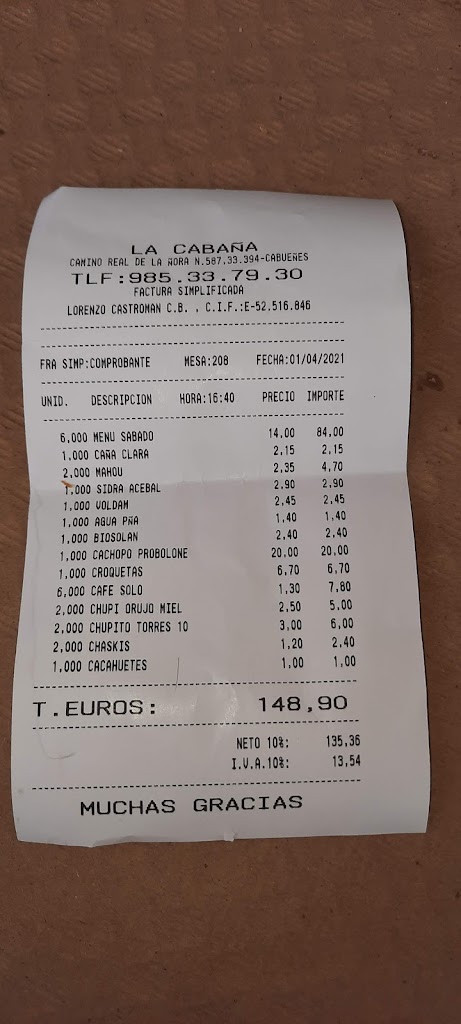 LA CABAÑA
CAMINO REAL DE LA ÑORA N.587,33.394-CABUEÑES
TLF:985.33.79.30
FACTURA SIMPLIFICADA
LORENZO CASTROMAN C.B. , C.I.F.:E-52.516.846
FRA SIMP:COMPROBANTE MESA:208 FECHA:01/04/2021
UNID. DESCRIPCION HORA:16:40 PRECIO IMPORTE
6,000 MENU SABADO 14,00 84,00
1,000 CAÑA CLARA 2,15 2,15
2,000 MAHOU 2,35 4,70
1,000 SIDRA ACEBAL 2,90 2,90
1,000 VOLDAM 2,45 2,45
1,000 AGUA PÑA 1,40 1,40
1,000 BIOSOLAN 2,40 2,40
1,000 CACHOPO PROBOLONE 20,00 20,00
1,000 CROQUETAS 6,70 6,70
6,000 CAFE SOLO 1,30 7,80
2,000 CHUPI ORUJO MIEL 2,50 5,00
2,000 CHUPITO TORRES 10 3,00 6,00
2,000 CHASKIS 1,20 2,40
1,000 CACAHUETES 1,00 1,00
T.EUROS: 148,90
NETO 10%: 135,36
I.V.A.10%: 13,54
MUCHAS GRACIAS